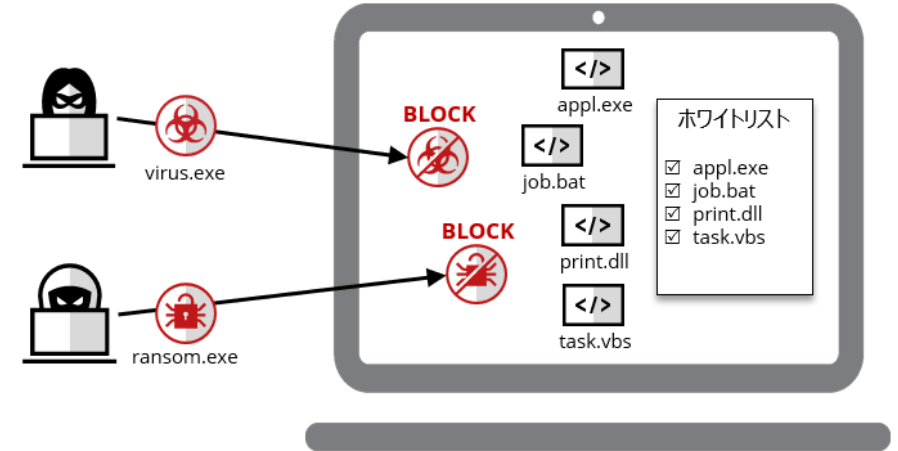 </>
appl.exe
BLOCK
ホワイトリスト
virus.exe
</>
job.bat
☑ appl.exe
☑ job.bat
☑ print.dll
☑ task.vbs
BLOCK
</>
print.dll
ransom.exe
</>
task.vbs